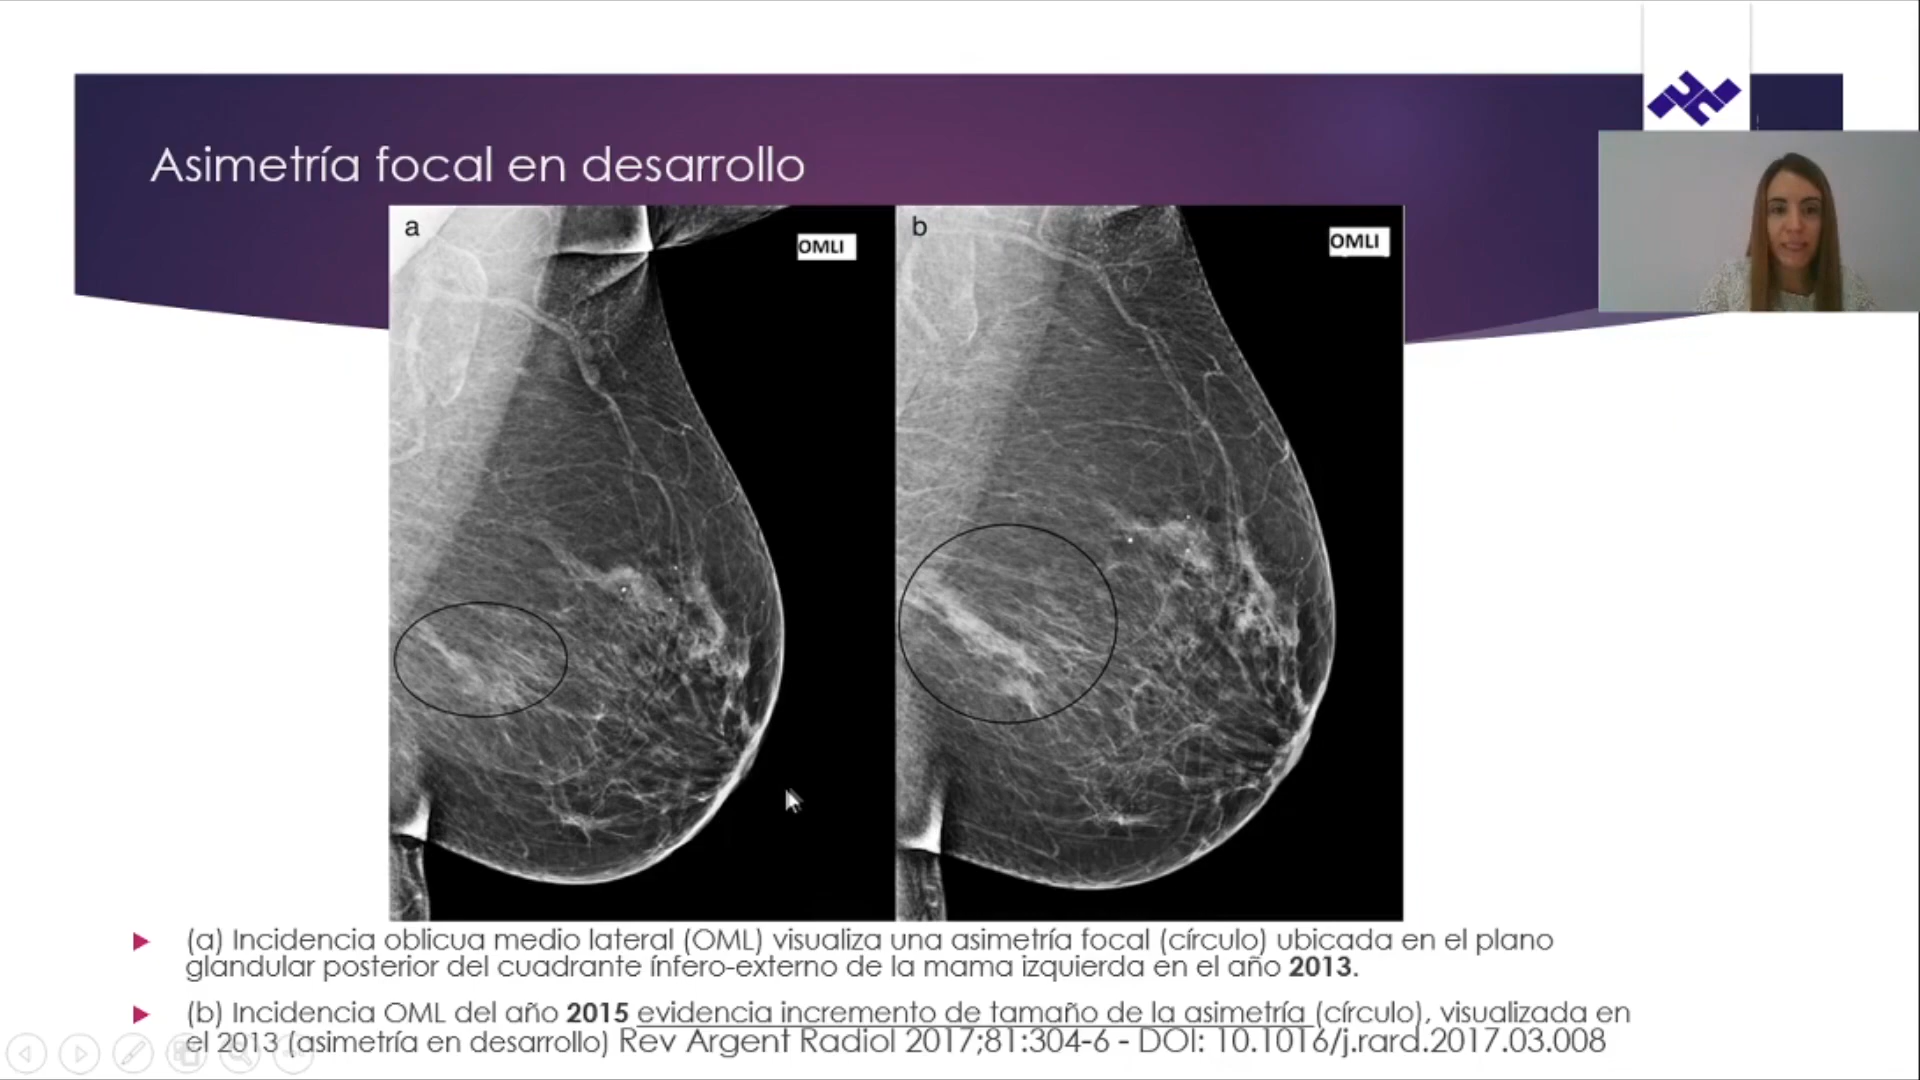 Asimetría focal en desarrollo
a
OMLI
b
OMLI
(a) Incidencia oblicua medio lateral (OML) visualiza una asimetría focal (círculo) ubicada en el plano
glandular posterior del cuadrante ínfero-externo de la mama izquierda en el año 2013.
(b) Incidencia OML del año 2015 evidencia incremento de tamaño de la asimetría (círculo), visualizada en
el 2013 (asimetría en desarrollo) Rev Argent Radiol 2017;81:304-6 - DOI: 10.1016/j.rard.2017.03.008